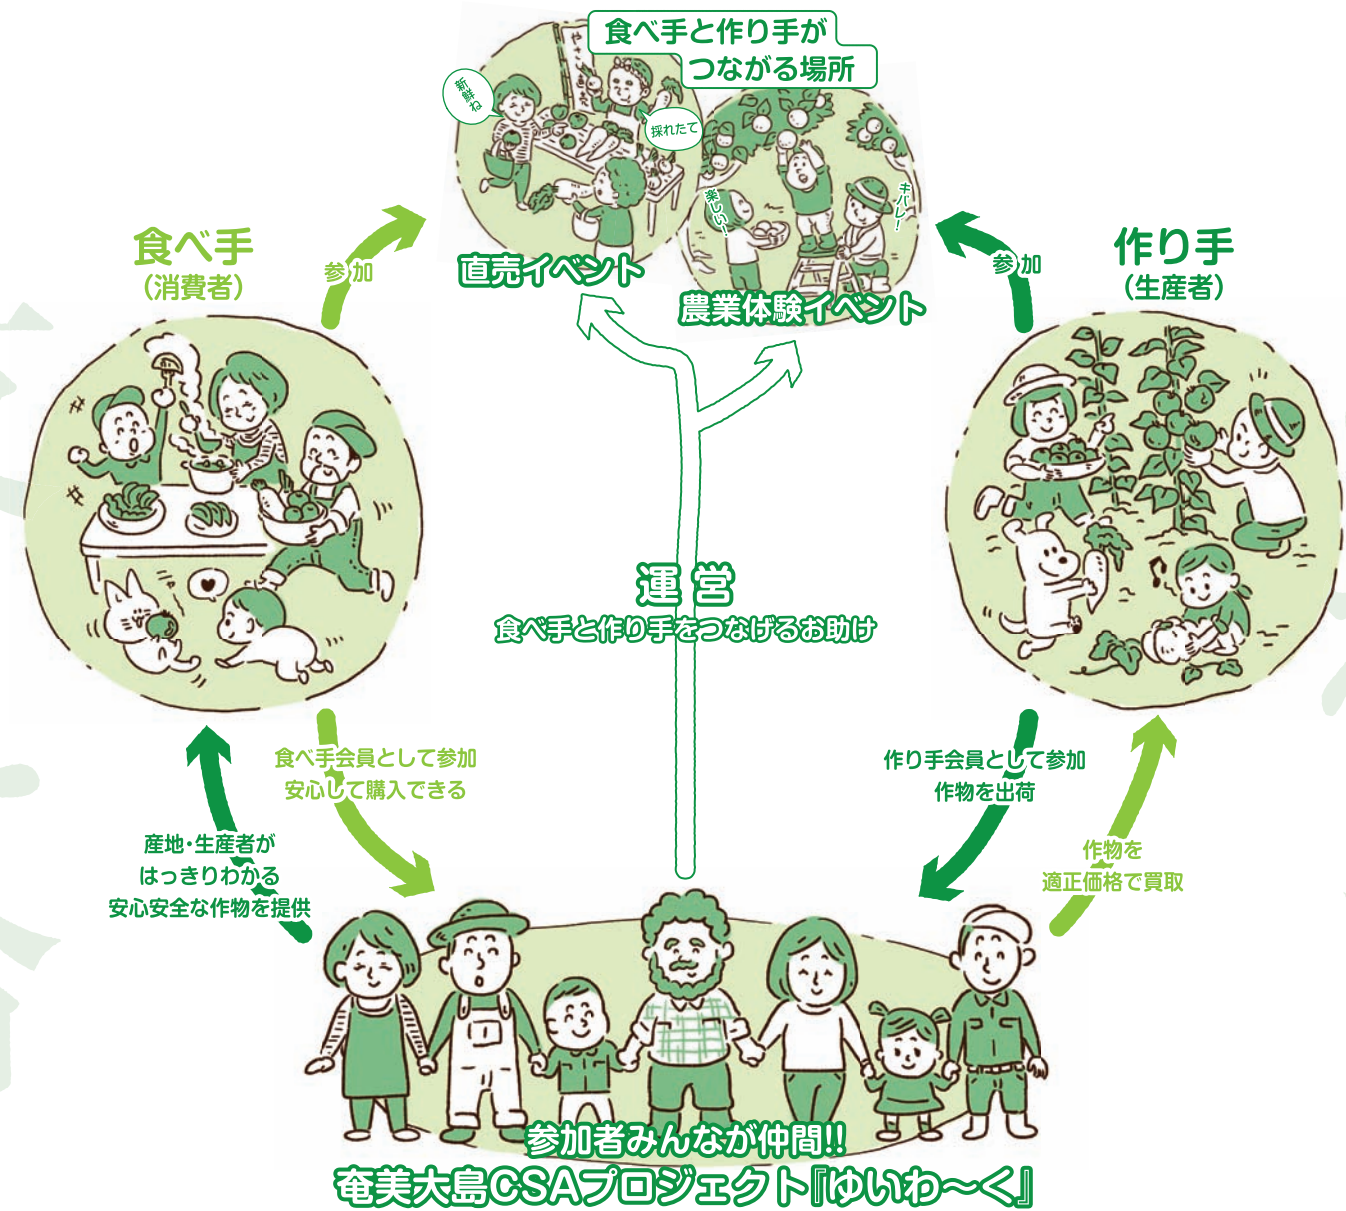 食べ手と作り手が
つながる場所
やさい直売
新鮮ね
採れたて
楽しい！
キバレー！
直売イベント
農業体験イベント
食べ手
（消費者）
参加
作り手
（生産者）
参加
運営
食べ手と作り手をつなげるお助け
食べ手会員として参加
安心して購入できる
産地・生産者が
はっきりわかる
安心安全な作物を提供
作り手会員として参加
作物を出荷
作物を
適正価格で買取
参加者みんなが仲間!!
奄美大島CSAプロジェクト『ゆいわ〜く』